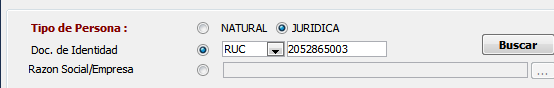 Tipo de Persona : NATURAL JURIDICA
Doc. de Identidad RUC 2052865003 Buscar
Razon Social/Empresa ...